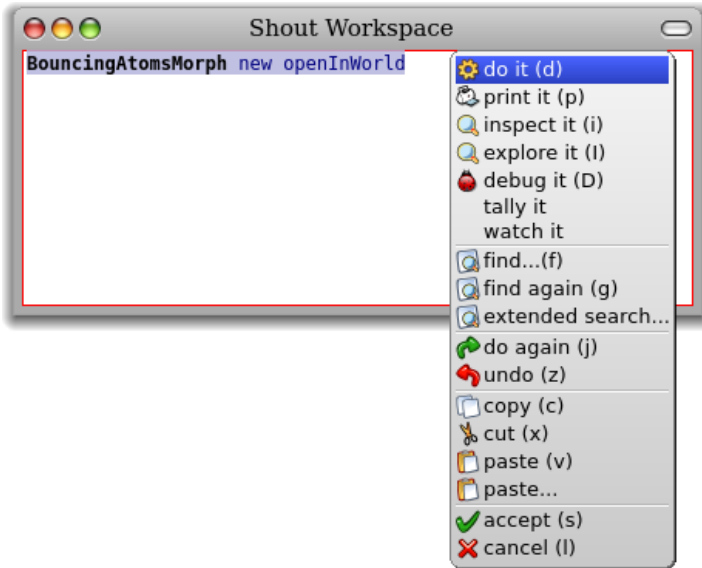 Shout Workspace
BouncingAtomsMorph new openInWorld
do it (d)
print it (p)
inspect it (i)
explore it (I)
debug it (D)
tally it
watch it
find...(f)
find again (g)
extended search...
do again (j)
undo (z)
copy (c)
cut (x)
paste (v)
paste...
accept (s)
cancel (l)